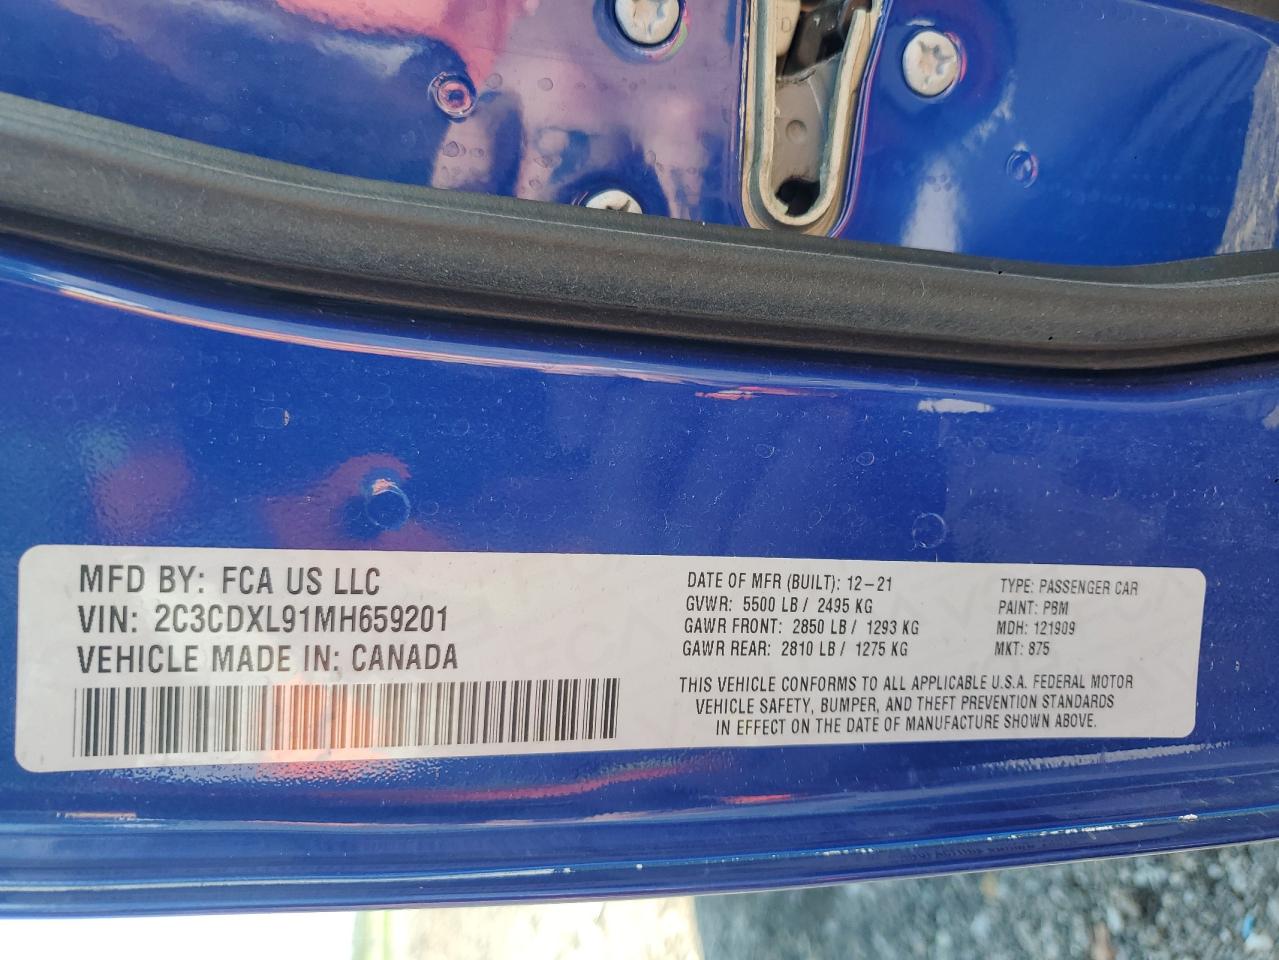 MFD BY: FCA US LLC
VIN: 2C3CDXL91MH659201
VEHICLE MADE IN: CANADA
DATE OF MFR (BUILT): 12-21
GVWR: 5500 LB / 2495 KG
GAWR FRONT: 2850 LB / 1293 KG
GAWR REAR: 2810 LB / 1275 KG
TYPE: PASSENGER CAR
PAINT: PBM
MDH: 121909
MKT: 875
THIS VEHICLE CONFORMS TO ALL APPLICABLE U.S.A. FEDERAL MOTOR
VEHICLE SAFETY, BUMPER, AND THEFT PREVENTION STANDARDS
IN EFFECT ON THE DATE OF MANUFACTURE SHOWN ABOVE.